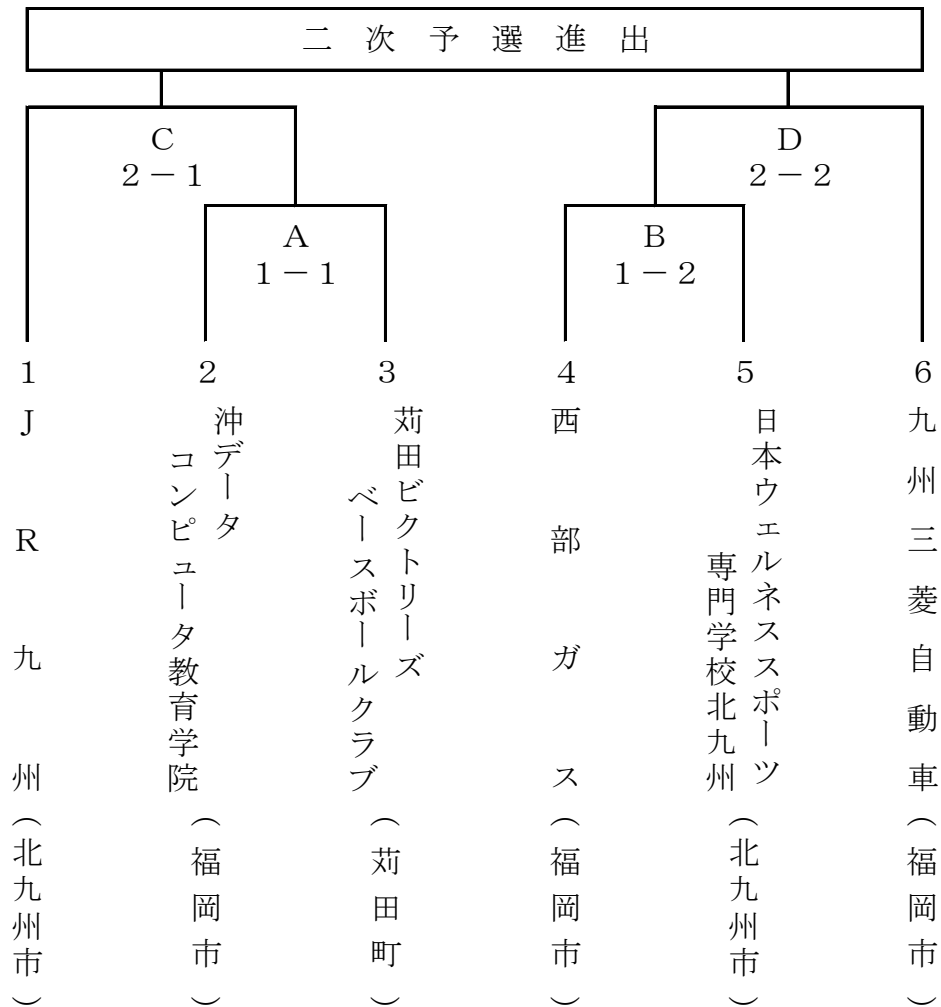 二次予選進出
C
2－1
D
2－2
A
1－1
B
1－2
1
2
3
4
5
6
JR九州（北九州市）
沖データ
コンピュータ教育学院（福岡市）
苅田ビクトリーズ
ベースボールクラブ（苅田町）
西部ガス（福岡市）
日本ウェルネススポーツ
専門学校北九州（北九州市）
九州三菱自動車（福岡市）